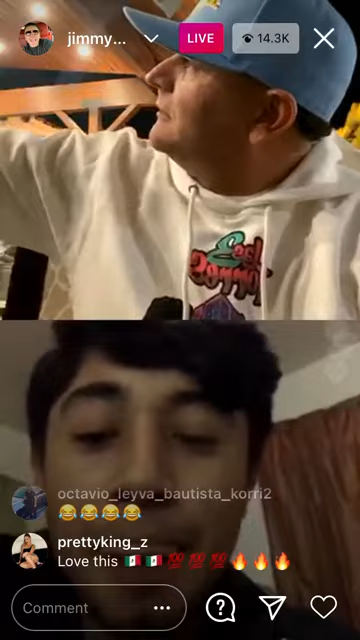 jimmy...
LIVE
14.3K
octavio_leyva_bautista_korri2
😂😂😂😂
prettyking_z
Love this 🇲🇽🇲🇽💯💯💯🔥🔥🔥
Comment